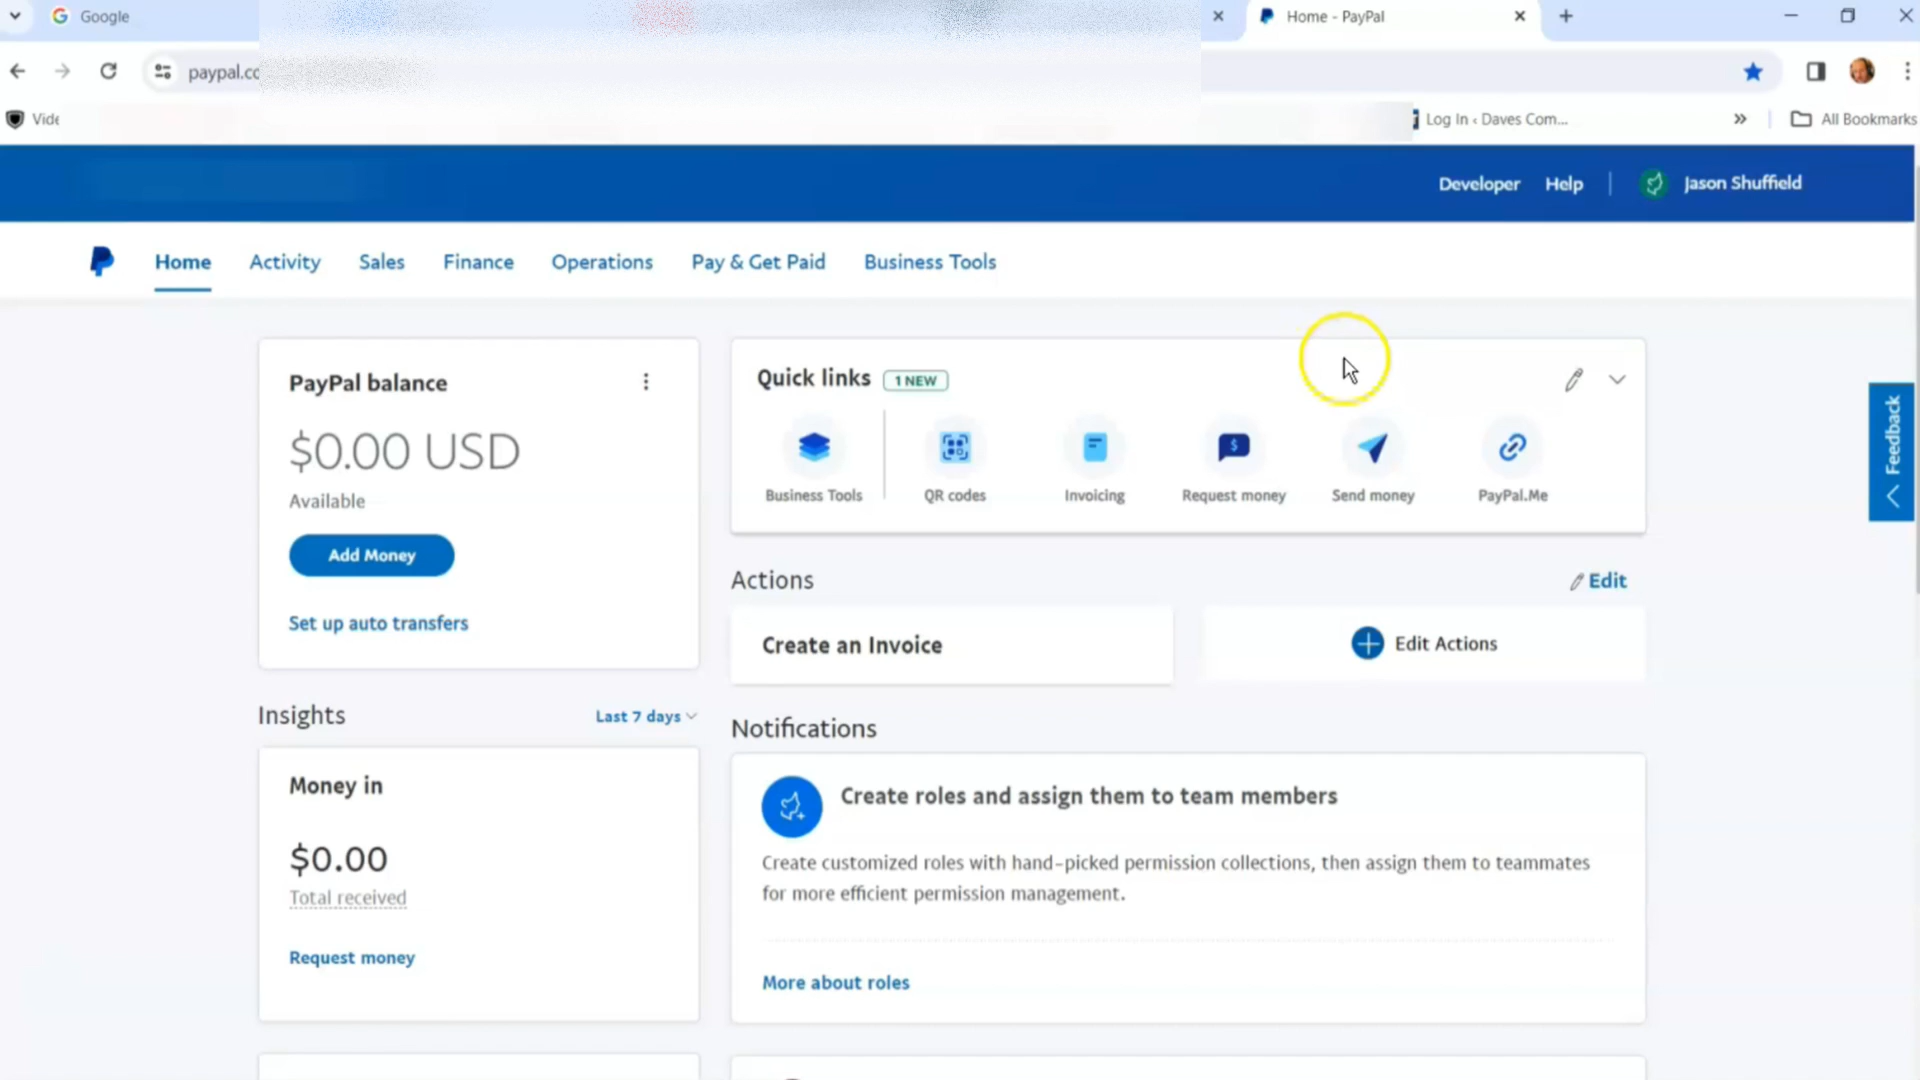 Google
Home - PayPal
paypal.co
Vide
Log In ‹ Daves Com...
All Bookmarks
Developer
Help
Jason Shuffield
Home
Activity
Sales
Finance
Operations
Pay & Get Paid
Business Tools
PayPal balance
$0.00 USD
Available
Add Money
Set up auto transfers
Quick links
1 NEW
Business Tools
QR codes
Invoicing
Request money
Send money
PayPal.Me
Feedback
Actions
Edit
Create an Invoice
Edit Actions
Insights
Last 7 days
Money in
$0.00
Total received
Request money
Notifications
Create roles and assign them to team members
Create customized roles with hand-picked permission collections, then assign them to teammates
for more efficient permission management.
More about roles